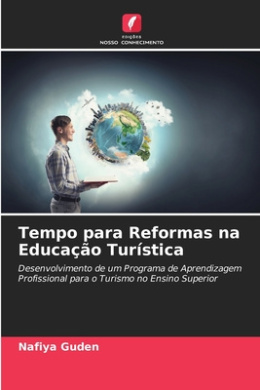 edições
NOSSO CONHECIMENTO
Tempo para Reformas na
Educação Turística
Desenvolvimento de um Programa de Aprendizagem
Profissional para o Turismo no Ensino Superior
Nafiya Guden